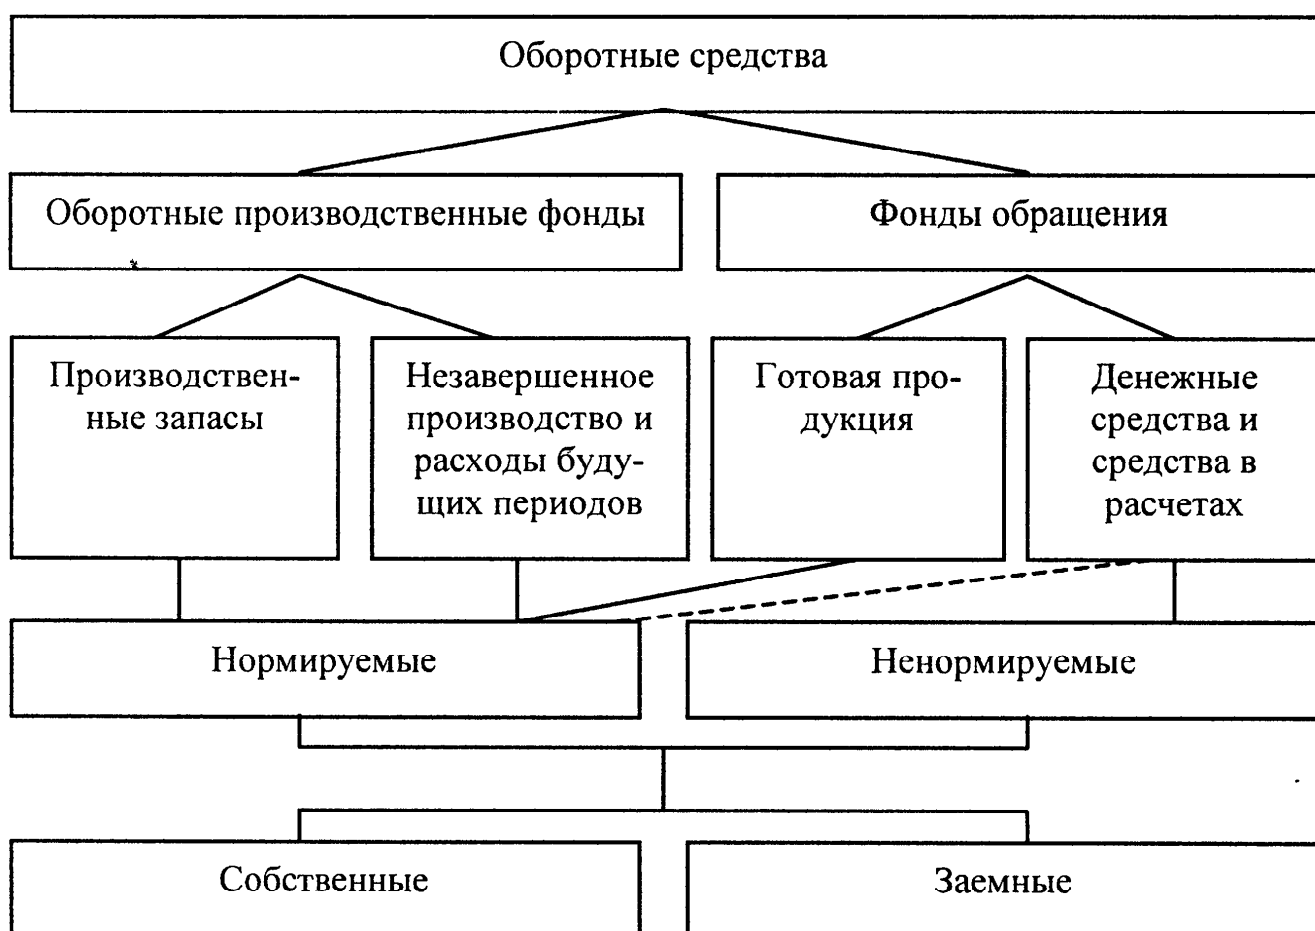 Оборотные средства
Оборотные производственные фонды
Фонды обращения
Производствен-
ные запасы
Незавершенное
производство и
расходы буду-
щих периодов
Готовая про-
дукция
Денежные
средства и
средства в
расчетах
Нормируемые
Ненормируемые
Собственные
Заемные